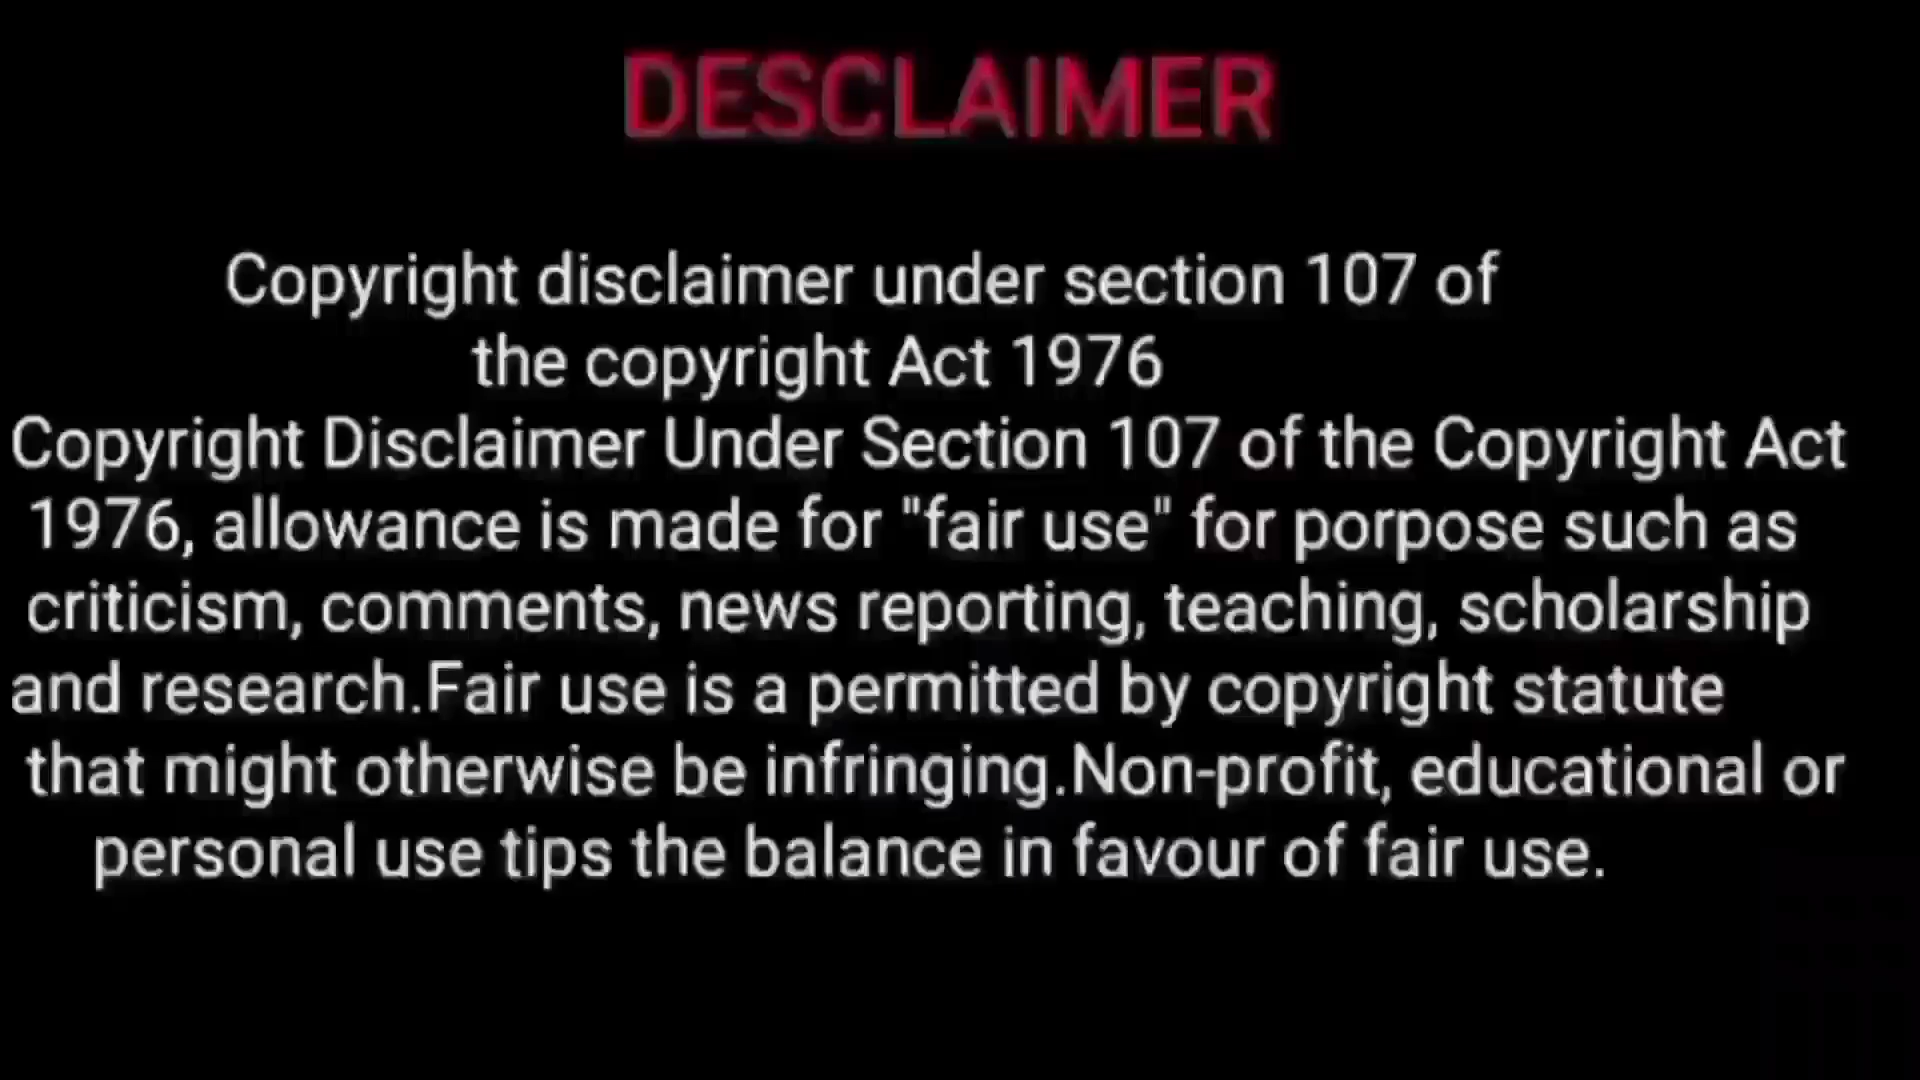 DESCLAIMER
Copyright disclaimer under section 107 of
the copyright Act 1976
Copyright Disclaimer Under Section 107 of the Copyright Act
1976, allowance is made for "fair use" for porpose such as
criticism, comments, news reporting, teaching, scholarship
and research.Fair use is a permitted by copyright statute
that might otherwise be infringing.Non-profit, educational or
personal use tips the balance in favour of fair use.